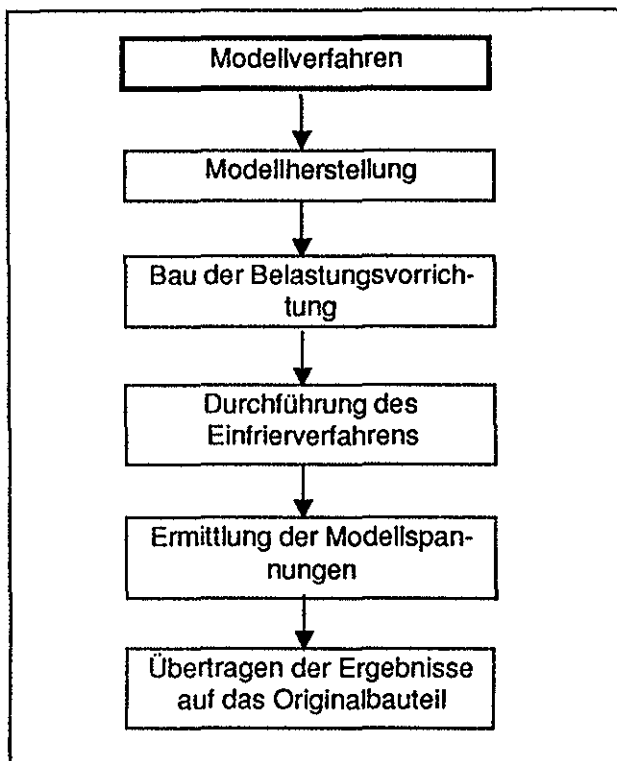 Modellverfahren
Modellherstellung
Bau der Belastungsvorrich-
tung
Durchführung des
Einfrierverfahrens
Ermittlung der Modellspan-
nungen
Übertragen der Ergebnisse
auf das Originalbauteil